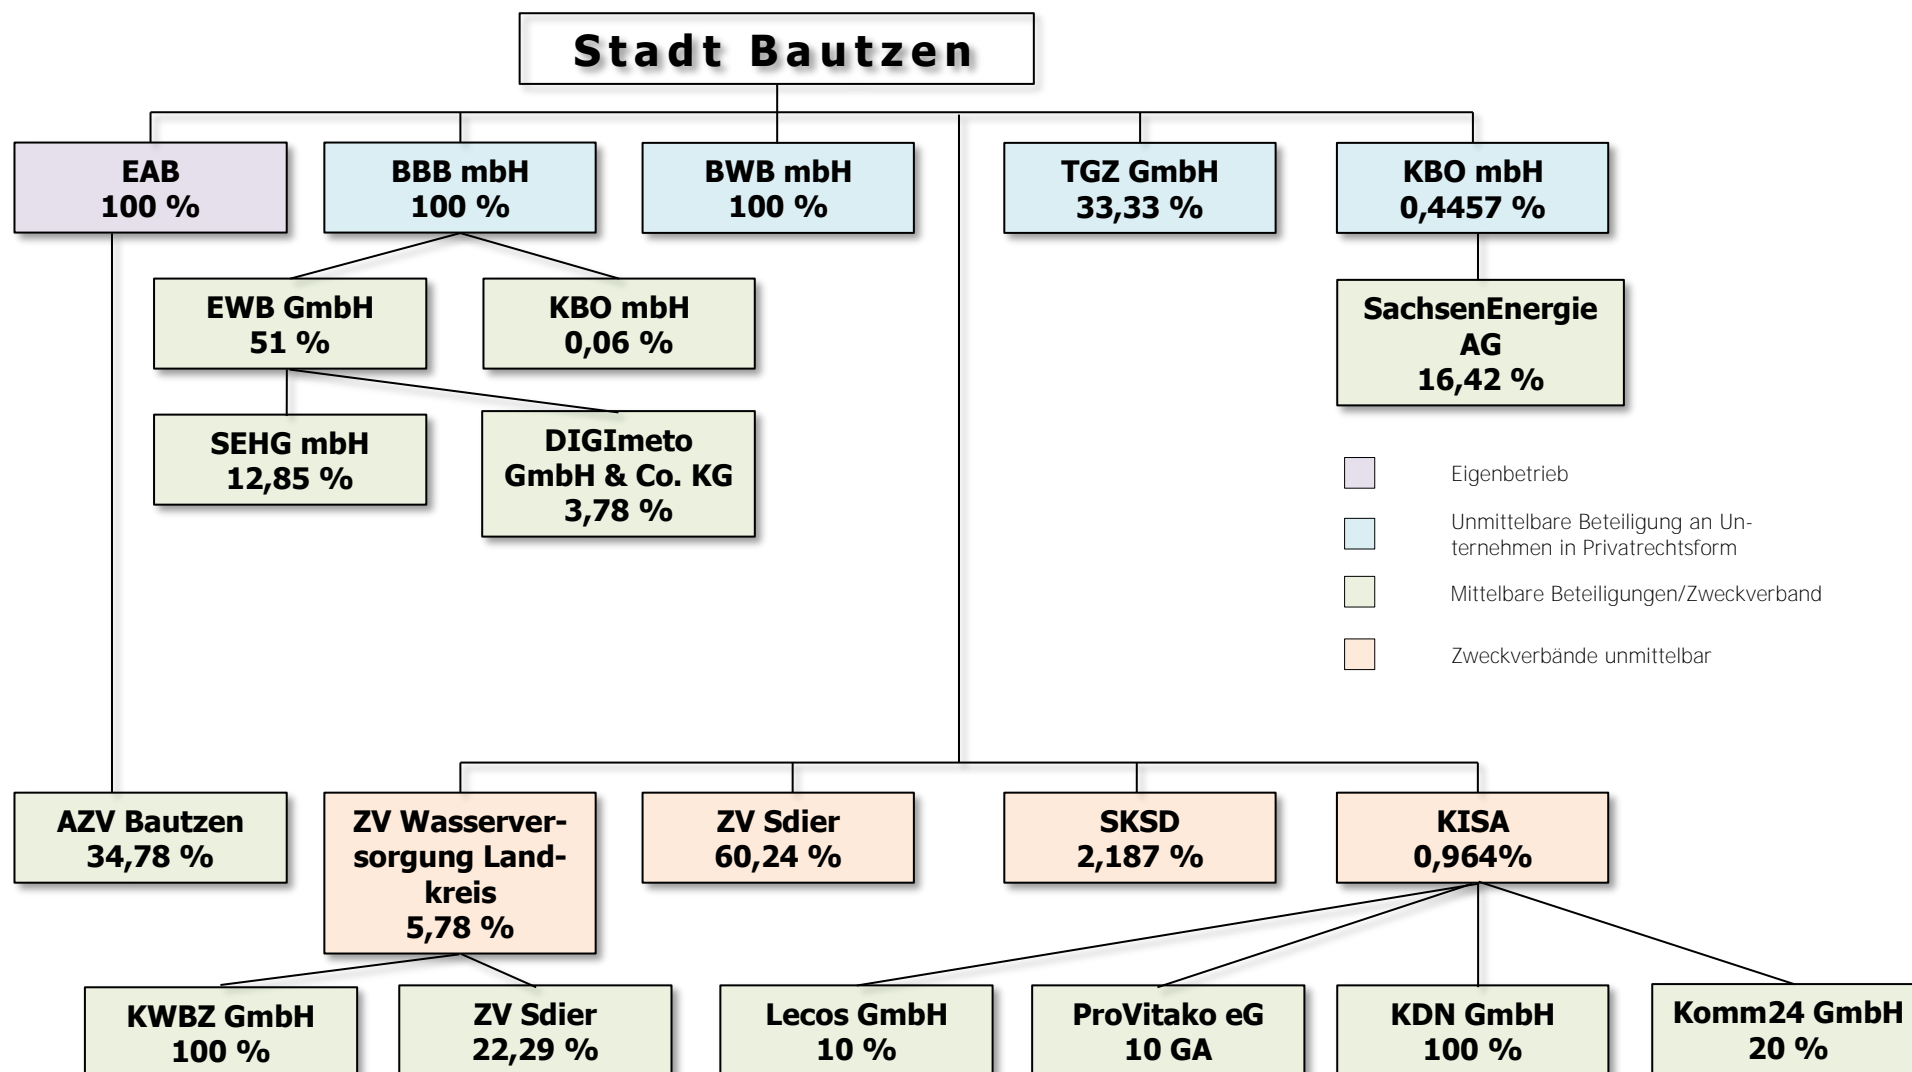 Stadt Bautzen
EAB
100 %
BBB mbH
100 %
BWB mbH
100 %
TGZ GmbH
33,33 %
KBO mbH
0,4457 %
EWB GmbH
51 %
KBO mbH
0,06 %
SachsenEnergie
AG
16,42 %
SEHG mbH
12,85 %
DIGImeto
GmbH & Co. KG
3,78 %
Eigenbetrieb
Unmittelbare Beteiligung an Un-
ternehmen in Privatrechtsform
Mittelbare Beteiligungen/Zweckverband
Zweckverbände unmittelbar
AZV Bautzen
34,78 %
ZV Wasserver-
sorgung Land-
kreis
5,78 %
ZV Sdier
60,24 %
SKSD
2,187 %
KISA
0,964%
KWBZ GmbH
100 %
ZV Sdier
22,29 %
Lecos GmbH
10 %
ProVitako eG
10 GA
KDN GmbH
100 %
Komm24 GmbH
20 %